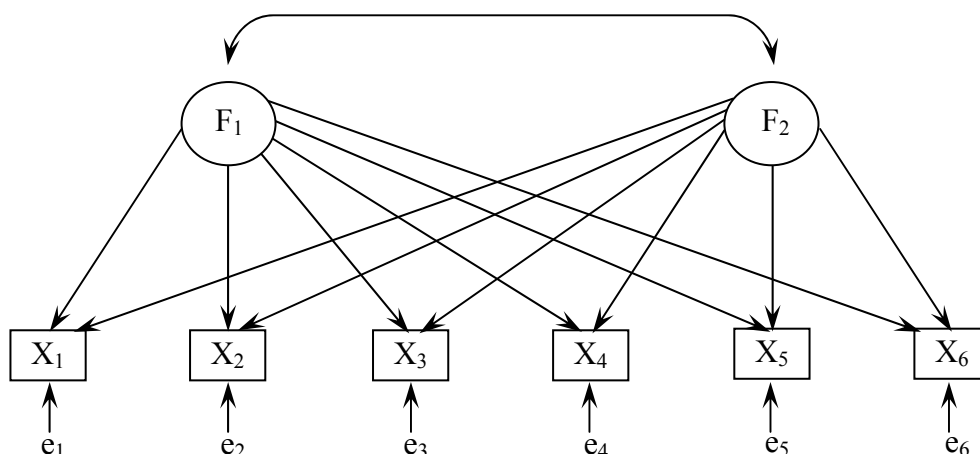 F₁ F₂
X₁ X₂ X₃ X₄ X₅ X₆
e₁ e₂ e₃ e₄ e₅ e₆